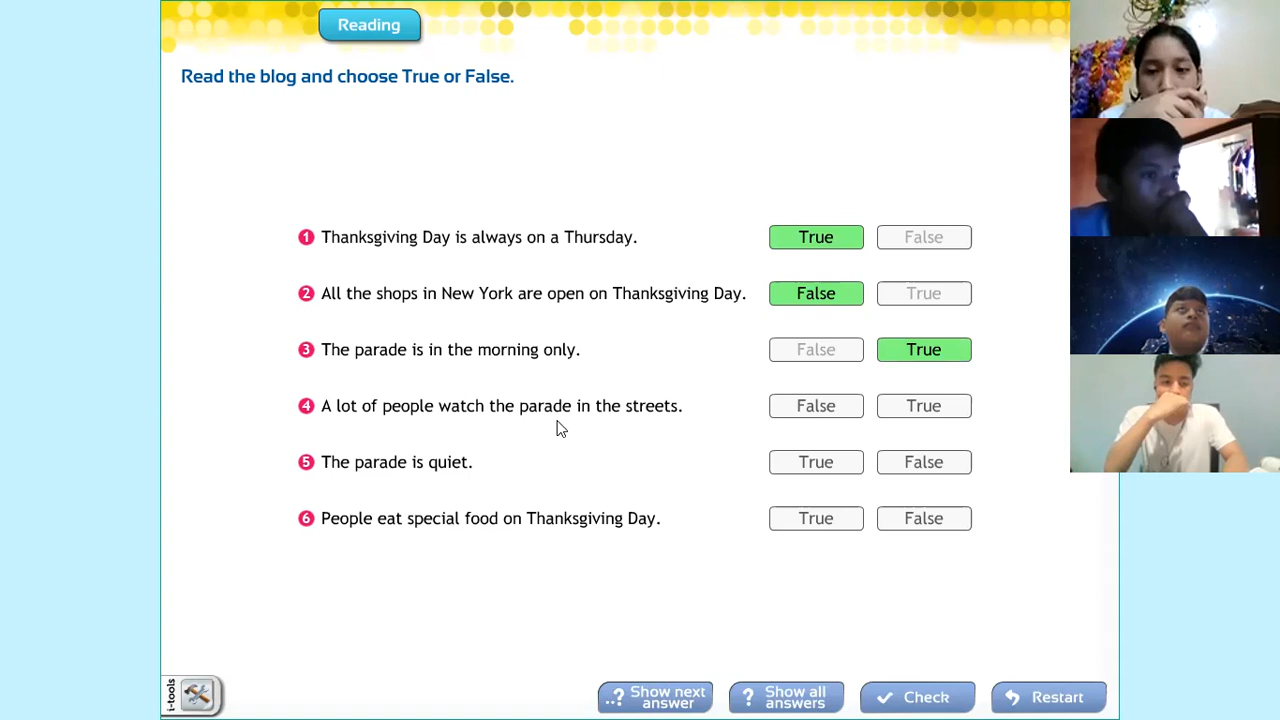 Reading
Read the blog and choose True or False.
1 Thanksgiving Day is always on a Thursday. True False
2 All the shops in New York are open on Thanksgiving Day. False True
3 The parade is in the morning only. False True
4 A lot of people watch the parade in the streets. False True
5 The parade is quiet. True False
6 People eat special food on Thanksgiving Day. True False
i-tools
..? Show next answer
? Show all answers
Check
Restart